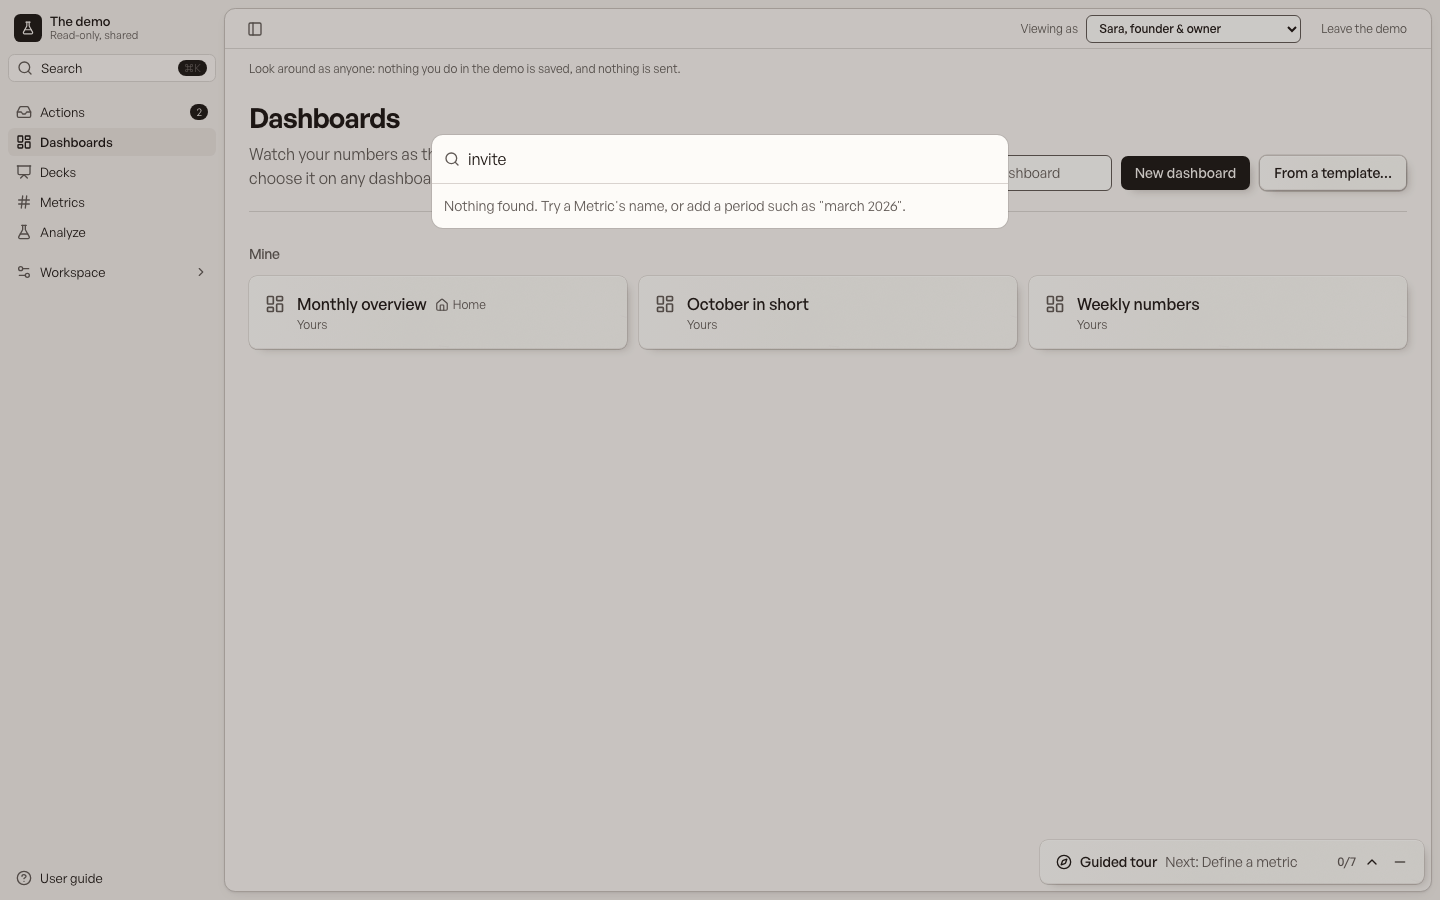 The demo
Read-only, shared
Search
⌘K
Actions
2
Dashboards
Decks
Metrics
Analyze
Workspace
User guide
Viewing as
Sara, founder & owner
Leave the demo
Look around as anyone: nothing you do in the demo is saved, and nothing is sent.
Dashboards
Watch your numbers as
choose it on any
New dashboard
From a template...
invite
Nothing found. Try a Metric's name, or add a period such as "march 2026".
Mine
Monthly overview
Home
Yours
October in short
Yours
Weekly numbers
Yours
Guided tour
Next: Define a metric
0/7